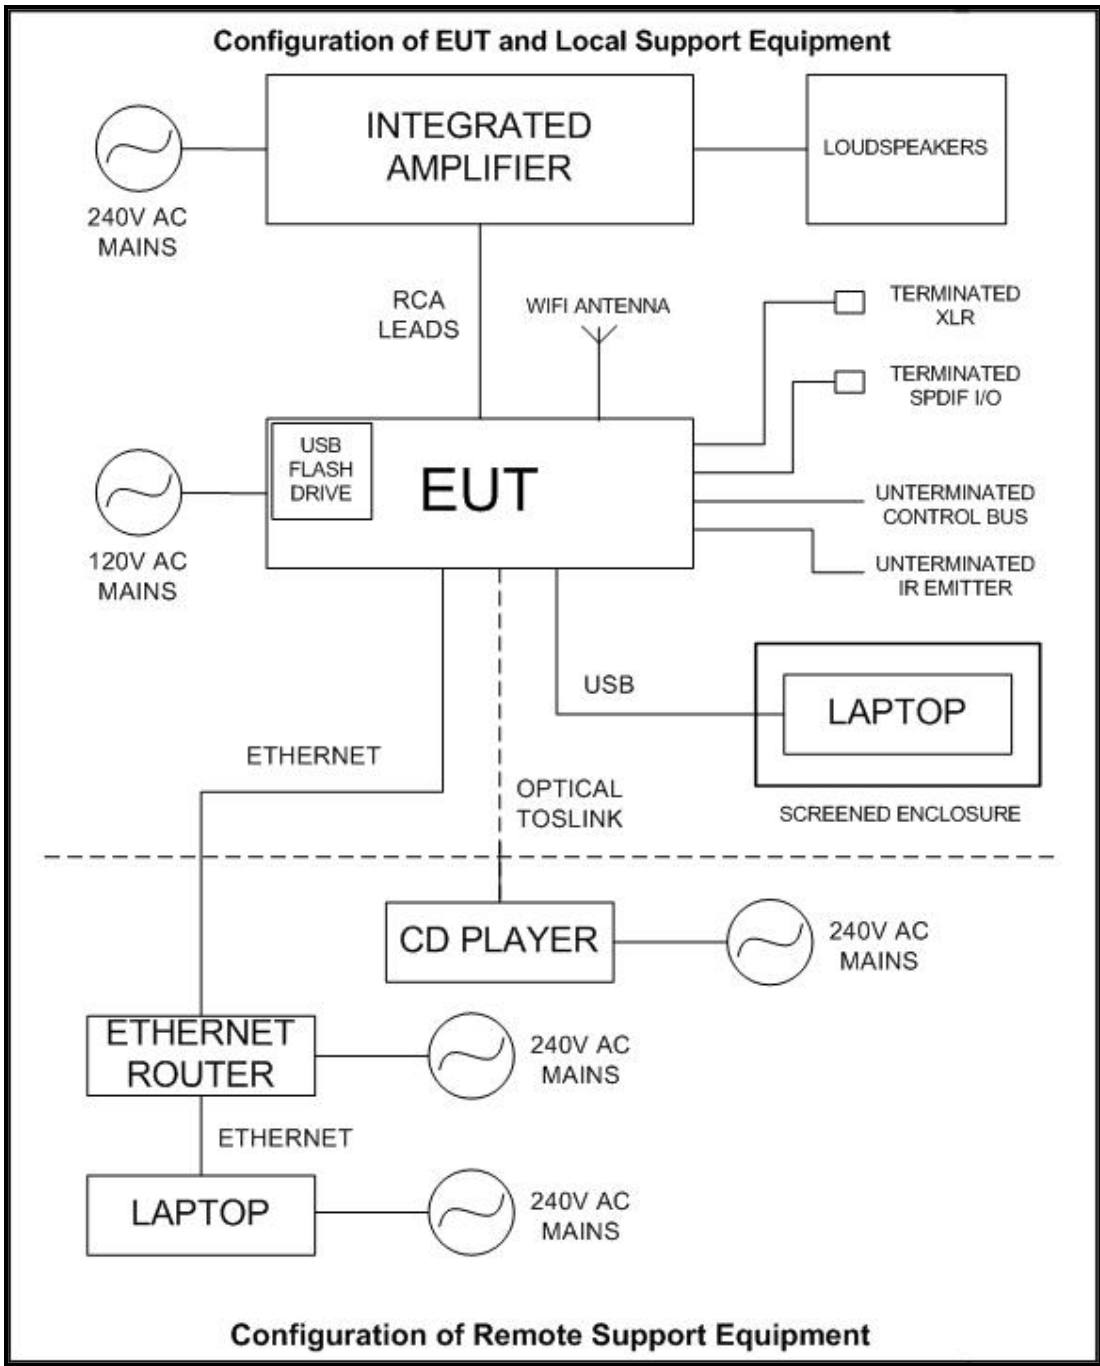 Configuration of EUT and Local Support Equipment
INTEGRATED
AMPLIFIER
LOUDSPEAKERS
240V AC
MAINS
RCA
LEADS
WIFI ANTENNA
TERMINATED
XLR
TERMINATED
SPDIF I/O
USB
FLASH
DRIVE
EUT
UNTERMINATED
CONTROL BUS
120V AC
MAINS
UNTERMINATED
IR EMITTER
USB
LAPTOP
ETHERNET
OPTICAL
TOSLINK
SCREENED ENCLOSURE
CD PLAYER
240V AC
MAINS
ETHERNET
ROUTER
240V AC
MAINS
ETHERNET
LAPTOP
240V AC
MAINS
Configuration of Remote Support Equipment